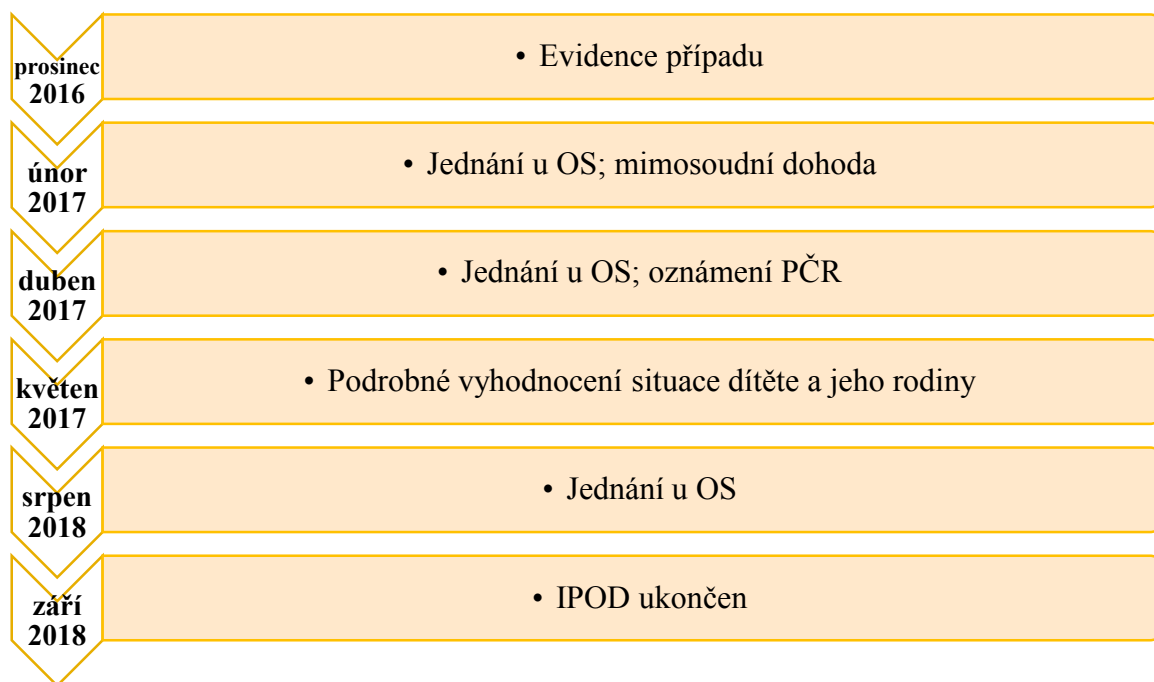 prosinec
2016
• Evidence případu
únor
2017
• Jednání u OS; mimosoudní dohoda
duben
2017
• Jednání u OS; oznámení PČR
květen
2017
• Podrobné vyhodnocení situace dítěte a jeho rodiny
srpen
2018
• Jednání u OS
září
2018
• IPOD ukončen